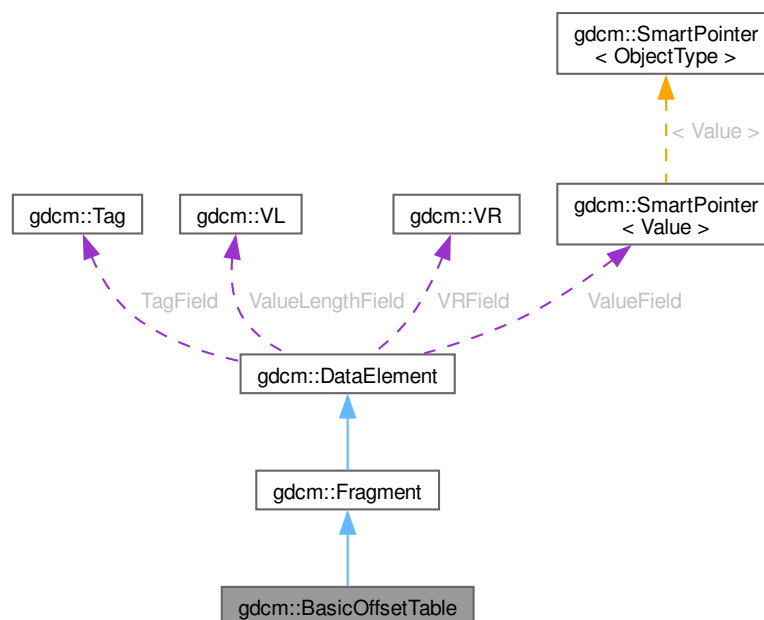 gdcm::SmartPointer
< ObjectType >
< Value >
gdcm::Tag
gdcm::VL
gdcm::VR
gdcm::SmartPointer
< Value >
TagField
ValueLengthField
VRField
ValueField
gdcm::DataElement
gdcm::Fragment
gdcm::BasicOffsetTable